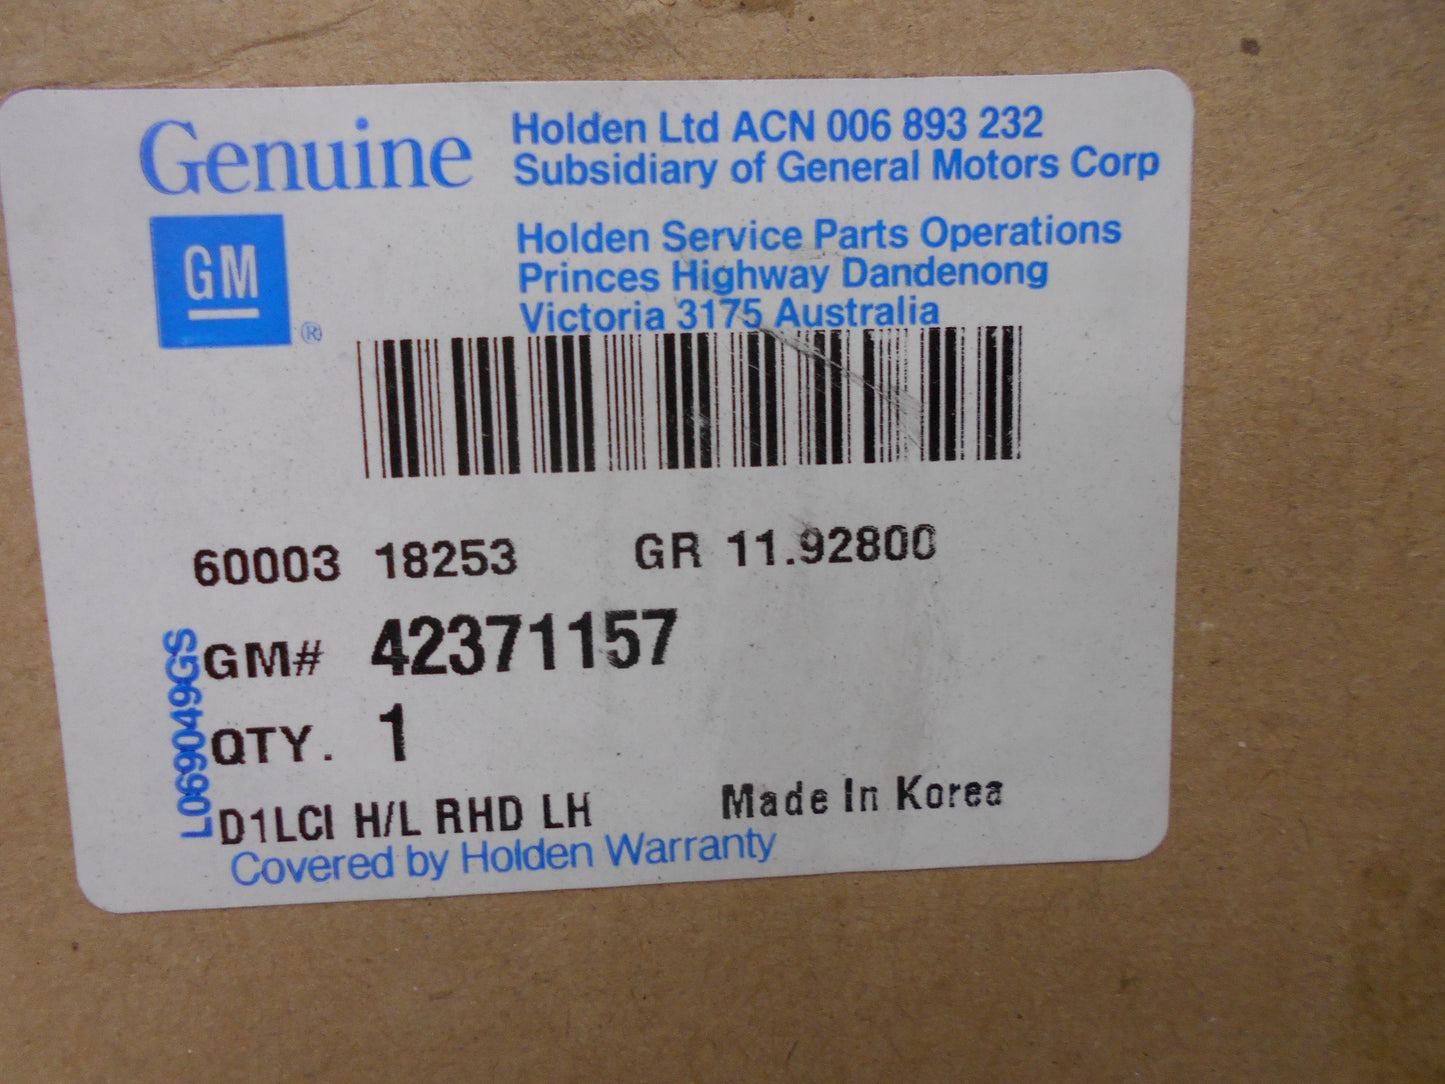 Genuine
Holden Ltd ACN 006 893 232
Subsidiary of General Motors Corp
GM
®
Holden Service Parts Operations
Princes Highway Dandenong
Victoria 3175 Australia
60003 18253 GR 11.92800
GM# 42371157
QTY. 1
L069049GS
D1LCI H/L RHD LH Made In Korea
Covered by Holden Warranty